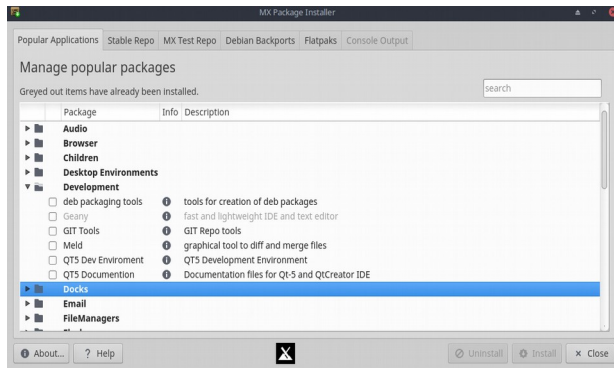 MX Package Installer
Popular Applications Stable Repo MX Test Repo Debian Backports Flatpaks Console Output
Manage popular packages
Greyed out items have already been installed.
search
Package Info Description
Audio
Browser
Children
Desktop Environments
Development
deb packaging tools tools for creation of deb packages
Geany fast and lightweight IDE and text editor
GIT Tools GIT Repo tools
Meld graphical tool to diff and merge files
QT5 Dev Enviroment QT5 Development Environment
QT5 Documention Documentation files for Qt-5 and QtCreator IDE
Docks
Email
FileManagers
About... ? Help Uninstall Install × Close